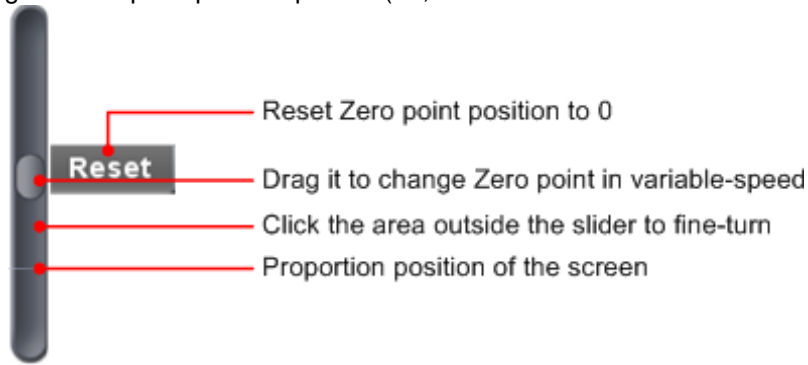 Reset Zero point position to 0
Reset
Drag it to change Zero point in variable-speed
Click the area outside the slider to fine-turn
Proportion position of the screen